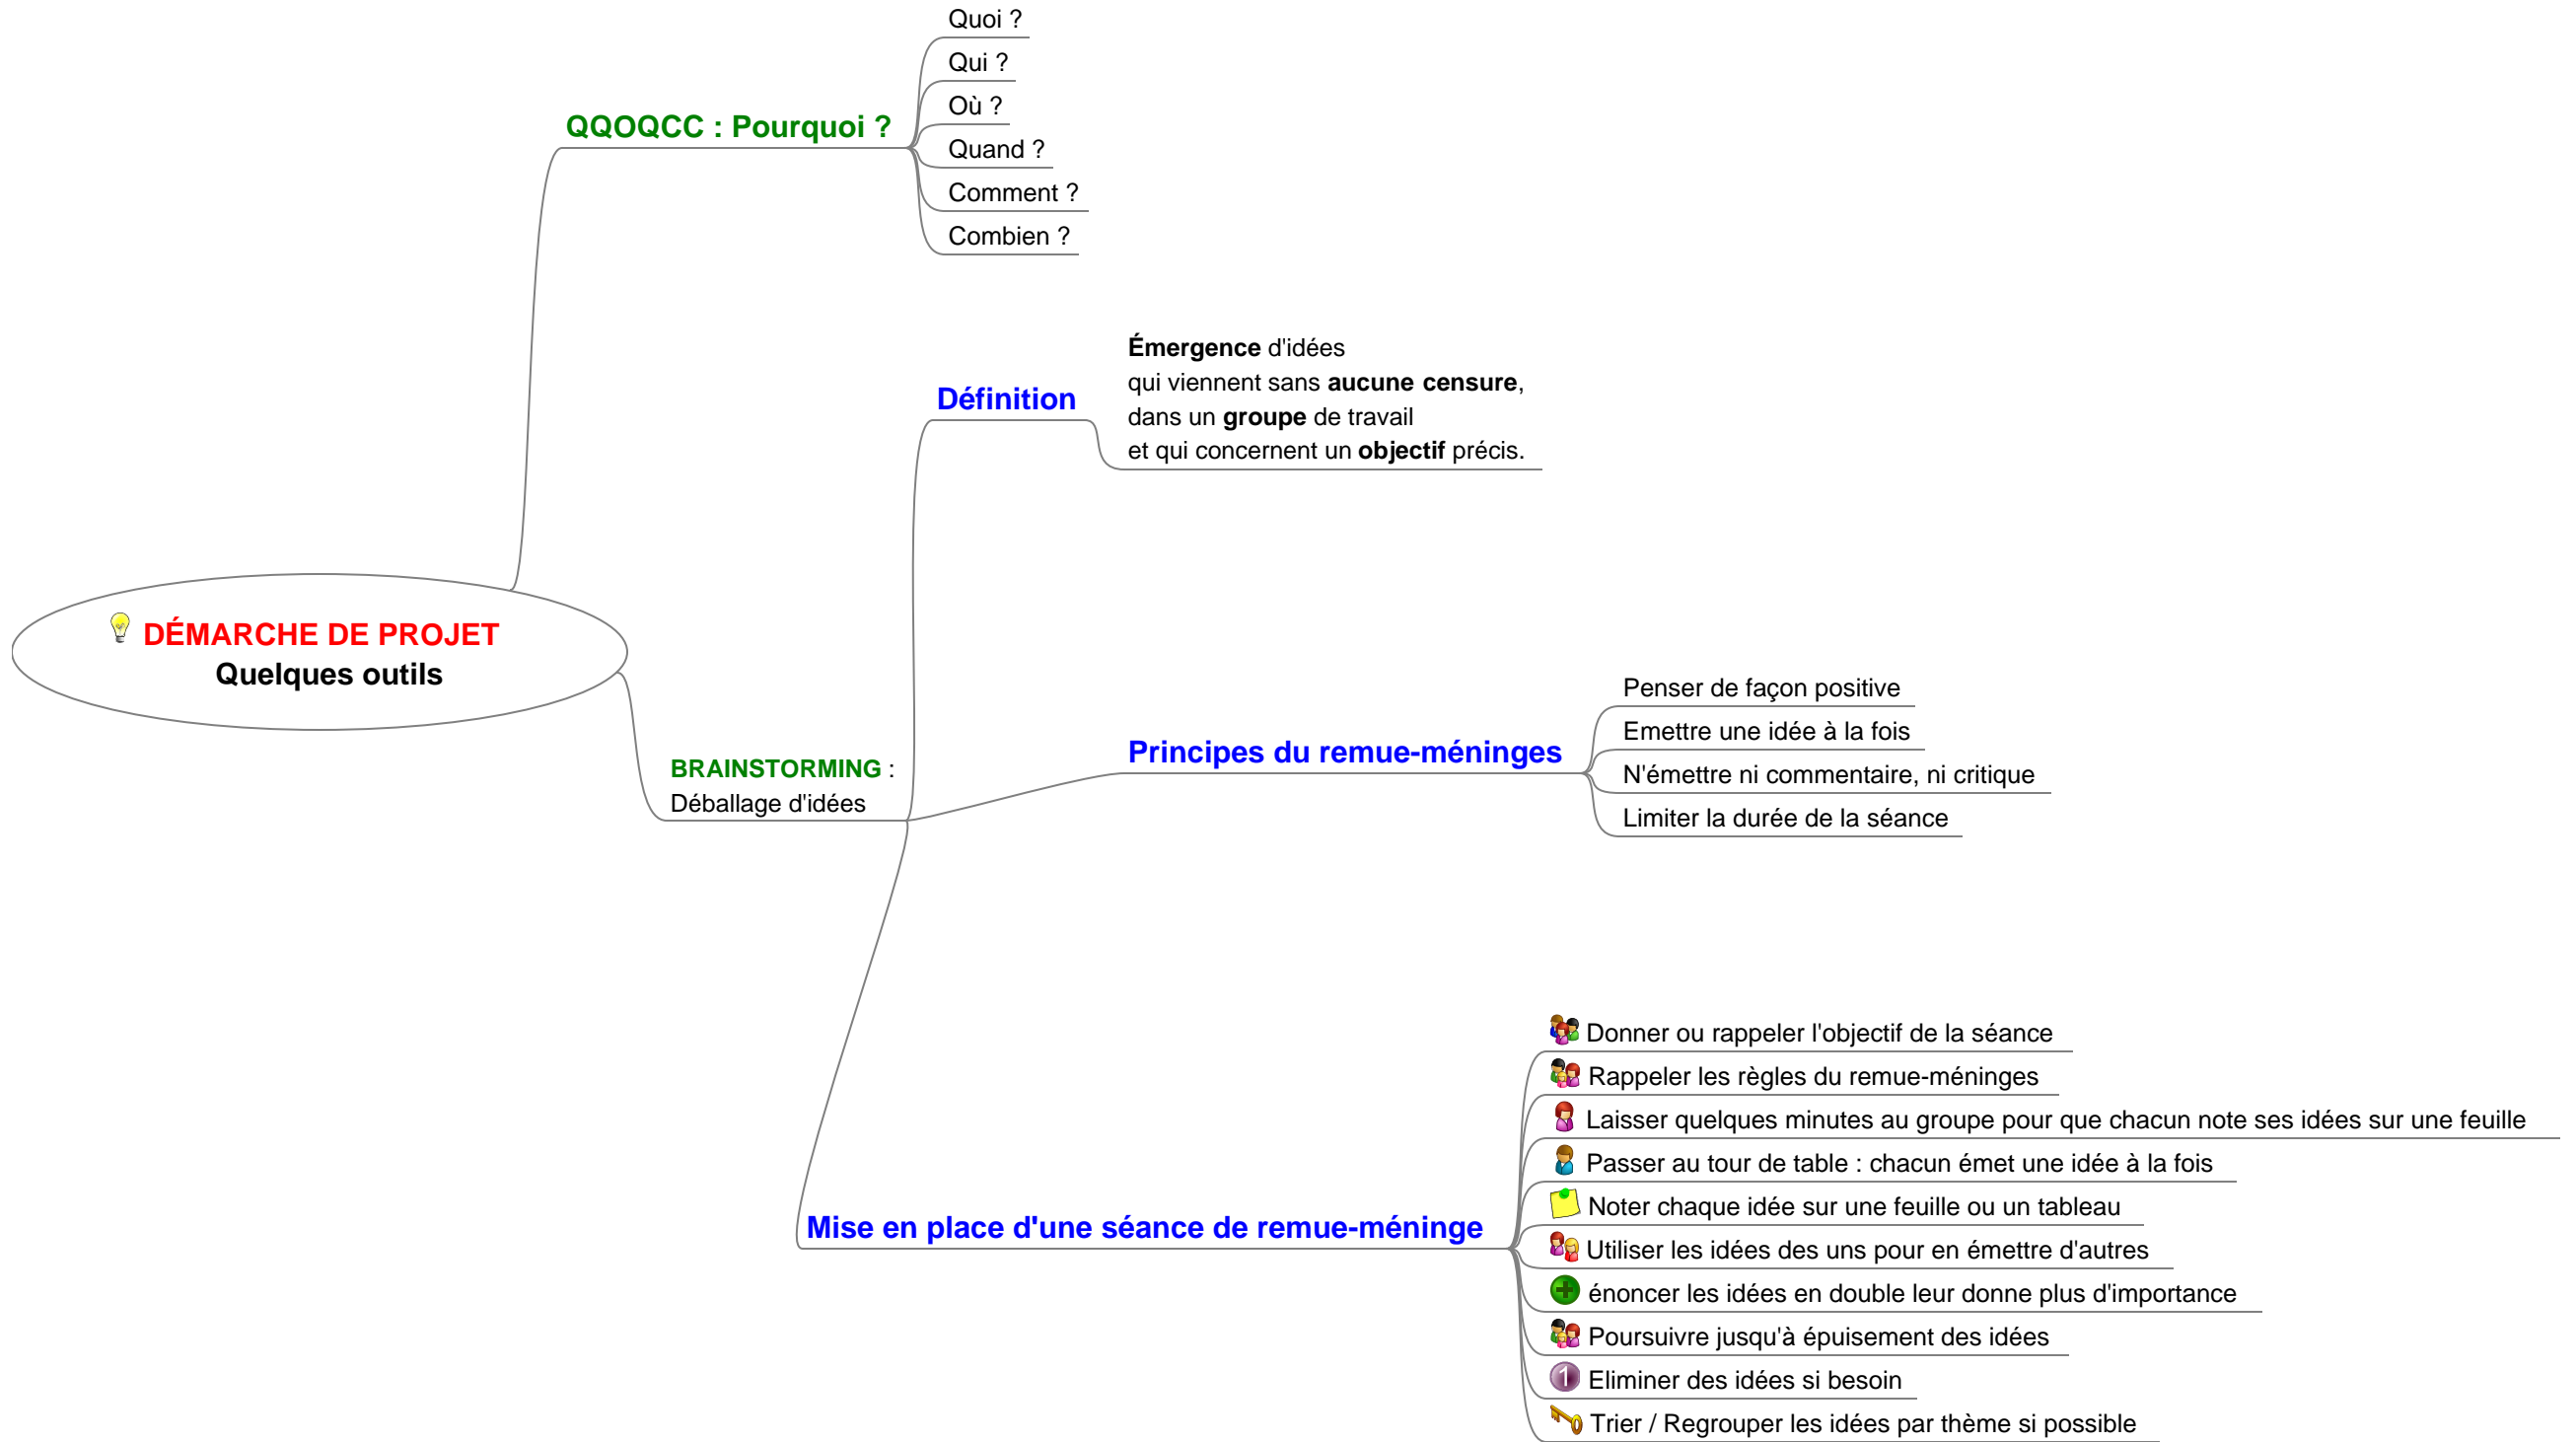 QQOQCC : Pourquoi ?
Quoi ?
Qui ?
Où ?
Quand ?
Comment ?
Combien ?
DÉMARCHE DE PROJET
Quelques outils
BRAINSTORMING :
Déballage d'idées
Définition
Émergence d'idées
qui viennent sans aucune censure,
dans un groupe de travail
et qui concernent un objectif précis.
Principes du remue-méninges
Penser de façon positive
Emettre une idée à la fois
N'émettre ni commentaire, ni critique
Limiter la durée de la séance
Mise en place d'une séance de remue-méninge
Donner ou rappeler l'objectif de la séance
Rappeler les règles du remue-méninges
Laisser quelques minutes au groupe pour que chacun note ses idées sur une feuille
Passer au tour de table : chacun émet une idée à la fois
Noter chaque idée sur une feuille ou un tableau
Utiliser les idées des uns pour en émettre d'autres
énoncer les idées en double leur donne plus d'importance
Poursuivre jusqu'à épuisement des idées
1 Eliminer des idées si besoin
Trier / Regrouper les idées par thème si possible